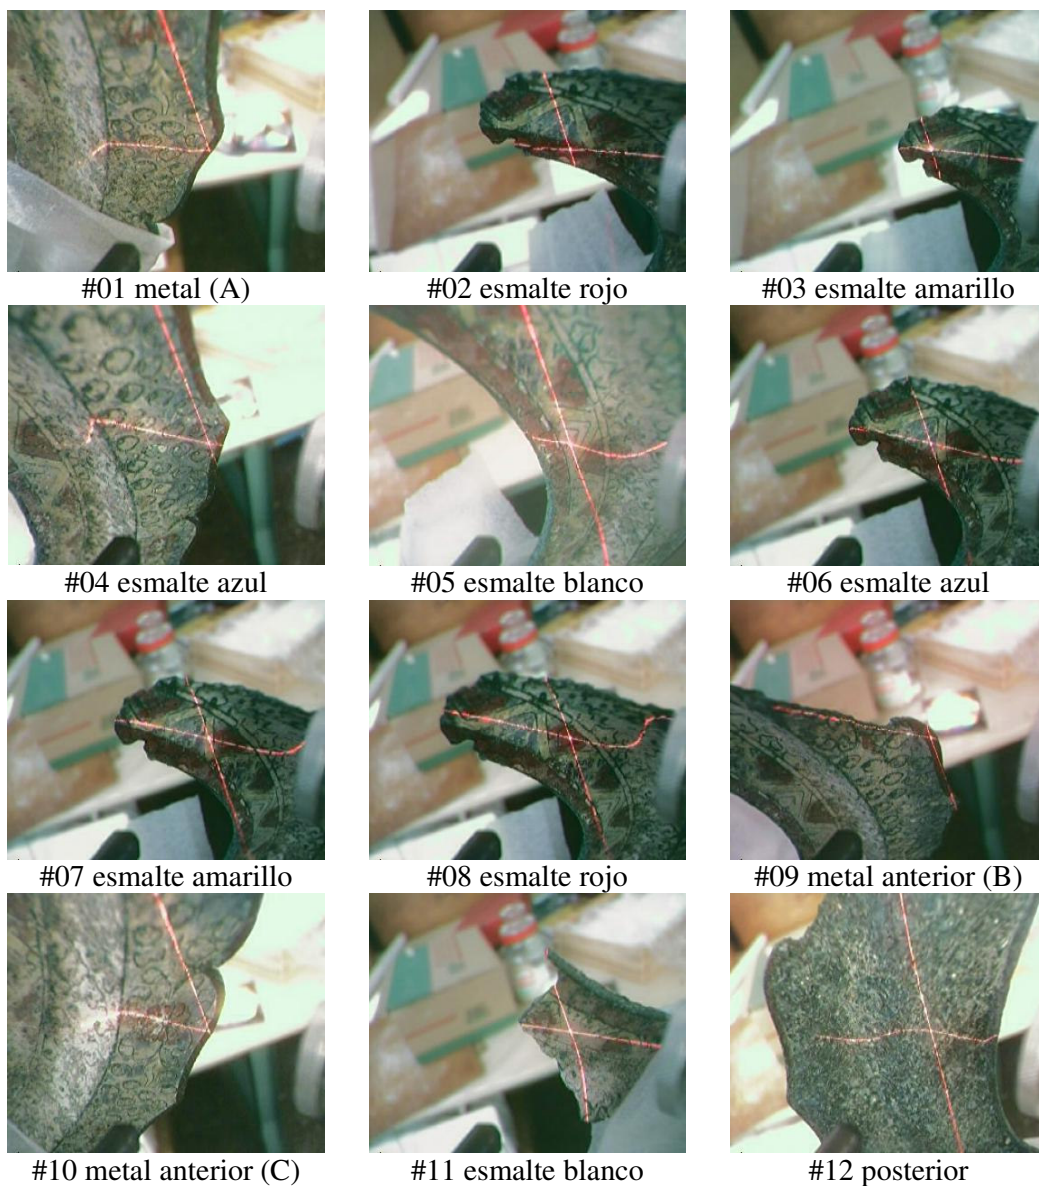 #01 metal (A)
#02 esmalte rojo
#03 esmalte amarillo
#04 esmalte azul
#05 esmalte blanco
#06 esmalte azul
#07 esmalte amarillo
#08 esmalte rojo
#09 metal anterior (B)
#10 metal anterior (C)
#11 esmalte blanco
#12 posterior